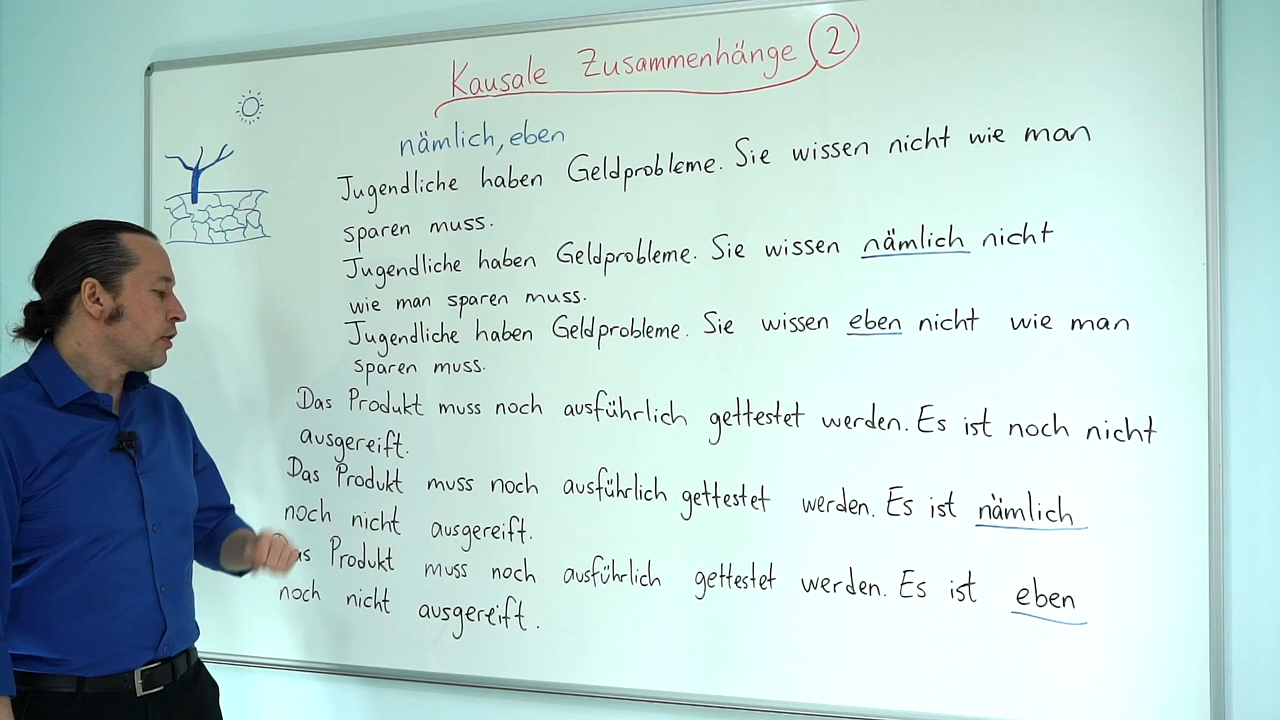 Kausale Zusammenhänge 2
nämlich, eben
Jugendliche haben Geldprobleme. Sie wissen nicht wie man
sparen muss.
Jugendliche haben Geldprobleme. Sie wissen nämlich nicht
wie man sparen muss.
Jugendliche haben Geldprobleme. Sie wissen eben nicht wie man
sparen muss.
Das Produkt muss noch ausführlich gettestet werden. Es ist noch nicht
ausgereift.
Das Produkt muss noch ausführlich gettestet werden. Es ist nämlich
noch nicht ausgereift.
Das Produkt muss noch ausführlich gettestet werden. Es ist eben
noch nicht ausgereift.